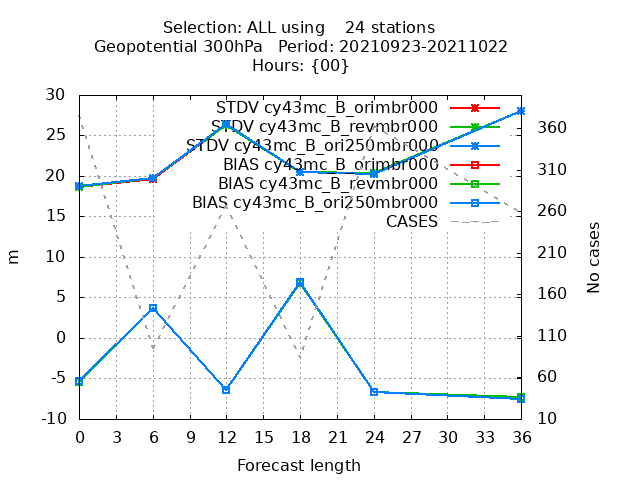 Selection: ALL using    24 stations
Geopotential 300hPa   Period: 20210923-20211022
Hours: {00}
30
25
20
15
10
5
0
-5
-10
m
STDV cy43mc_B_orimbr000
STDV cy43mc_B_revmbr000
STDV cy43mc_B_ori250mbr000
BIAS cy43mc_B_orimbr000
BIAS cy43mc_B_revmbr000
BIAS cy43mc_B_ori250mbr000
CASES
360
310
260
210
160
110
60
10
No cases
0 3 6 9 12 15 18 21 24 27 30 33 36
Forecast length